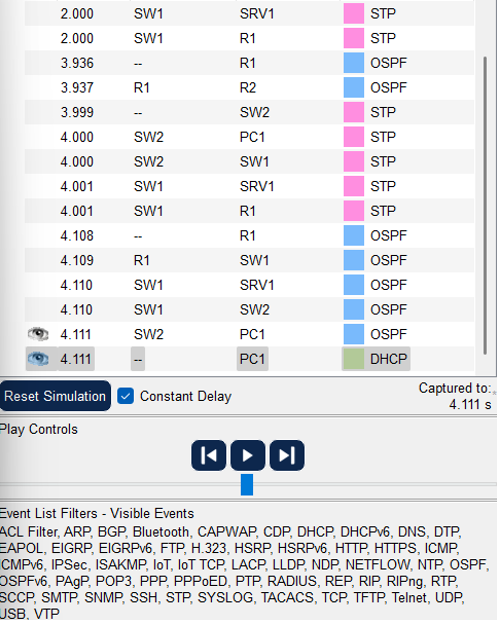 2.000 SW1 SRV1 STP
2.000 SW1 R1 STP
3.936 -- R1 OSPF
3.937 R1 R2 OSPF
3.999 -- SW2 STP
4.000 SW2 PC1 STP
4.000 SW2 SW1 STP
4.001 SW1 SRV1 STP
4.001 SW1 R1 STP
4.108 -- R1 OSPF
4.109 R1 SW1 OSPF
4.110 SW1 SRV1 OSPF
4.110 SW1 SW2 OSPF
4.111 SW2 PC1 OSPF
4.111 -- PC1 DHCP
Reset Simulation Constant Delay Captured to:
4.111 s
Play Controls
Event List Filters - Visible Events
ACL Filter, ARP, BGP, Bluetooth, CAPWAP, CDP, DHCP, DHCPv6, DNS, DTP,
EAPOL, EIGRP, EIGRPv6, FTP, H.323, HSRP, HSRPv6, HTTP, HTTPS, ICMP,
ICMPv6, IPSec, ISAKMP, IoT, IoT TCP, LACP, LLDP, NDP, NETFLOW, NTP, OSPF,
OSPFv6, PAgP, POP3, PPP, PPPoED, PTP, RADIUS, REP, RIP, RIPng, RTP,
SCCP, SMTP, SNMP, SSH, STP, SYSLOG, TACACS, TCP, TFTP, Telnet, UDP,
USB, VTP